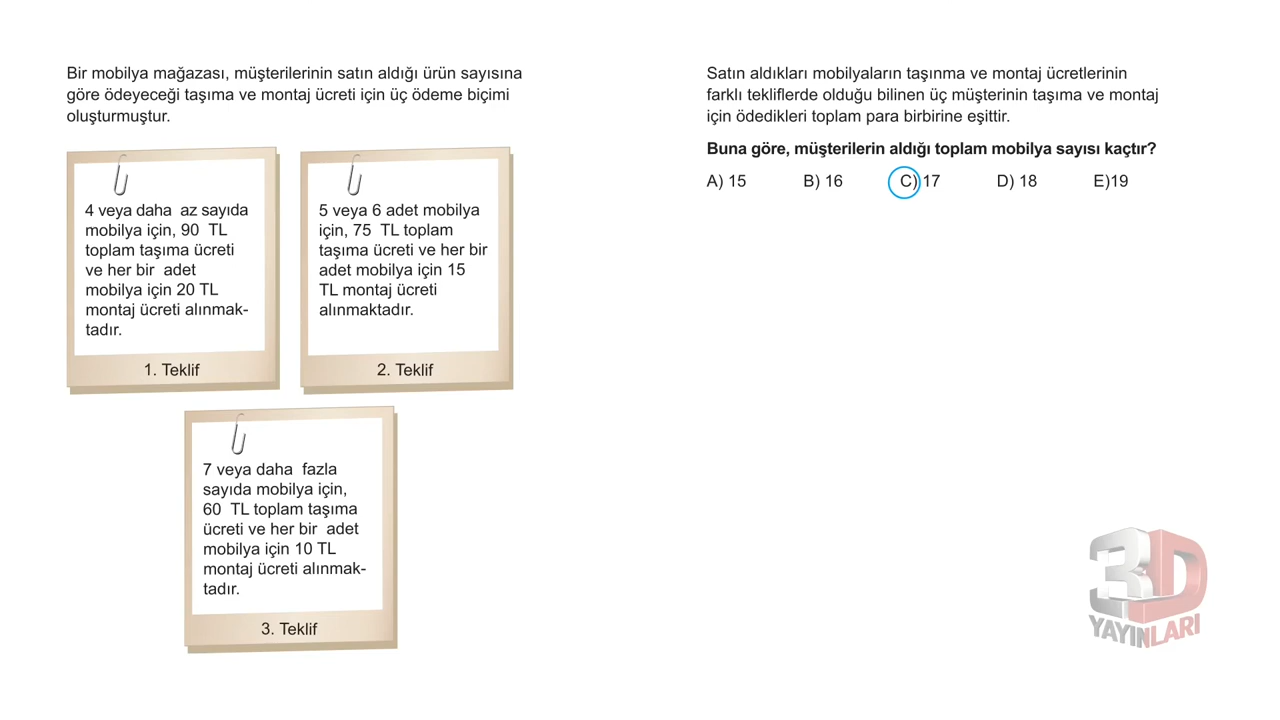 Bir mobilya mağazası, müşterilerinin satın aldığı ürün sayısına
göre ödeyeceği taşıma ve montaj ücreti için üç ödeme biçimi
oluşturmuştur.
4 veya daha az sayıda
mobilya için, 90 TL
toplam taşıma ücreti
ve her bir adet
mobilya için 20 TL
montaj ücreti alınmak-
tadır.
1. Teklif
5 veya 6 adet mobilya
için, 75 TL toplam
taşıma ücreti ve her bir
adet mobilya için 15
TL montaj ücreti
alınmaktadır.
2. Teklif
7 veya daha fazla
sayıda mobilya için,
60 TL toplam taşıma
ücreti ve her bir adet
mobilya için 10 TL
montaj ücreti alınmak-
tadır.
3. Teklif
Satın aldıkları mobilyaların taşınma ve montaj ücretlerinin
farklı tekliflerde olduğu bilinen üç müşterinin taşıma ve montaj
için ödedikleri toplam para birbirine eşittir.
Buna göre, müşterilerin aldığı toplam mobilya sayısı kaçtır?
A) 15 B) 16 C) 17 D) 18 E)19
3D
YAYINLARI